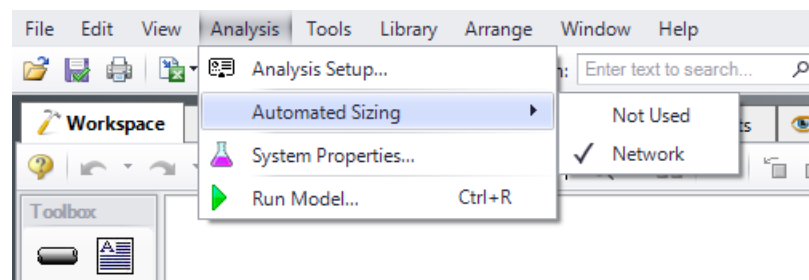 File Edit View Analysis Tools Library Arrange Window Help
Analysis Setup...
Enter text to search...
Automated Sizing
Not Used
Workspace
System Properties...
Network
Run Model... Ctrl+R
Toolbox
A